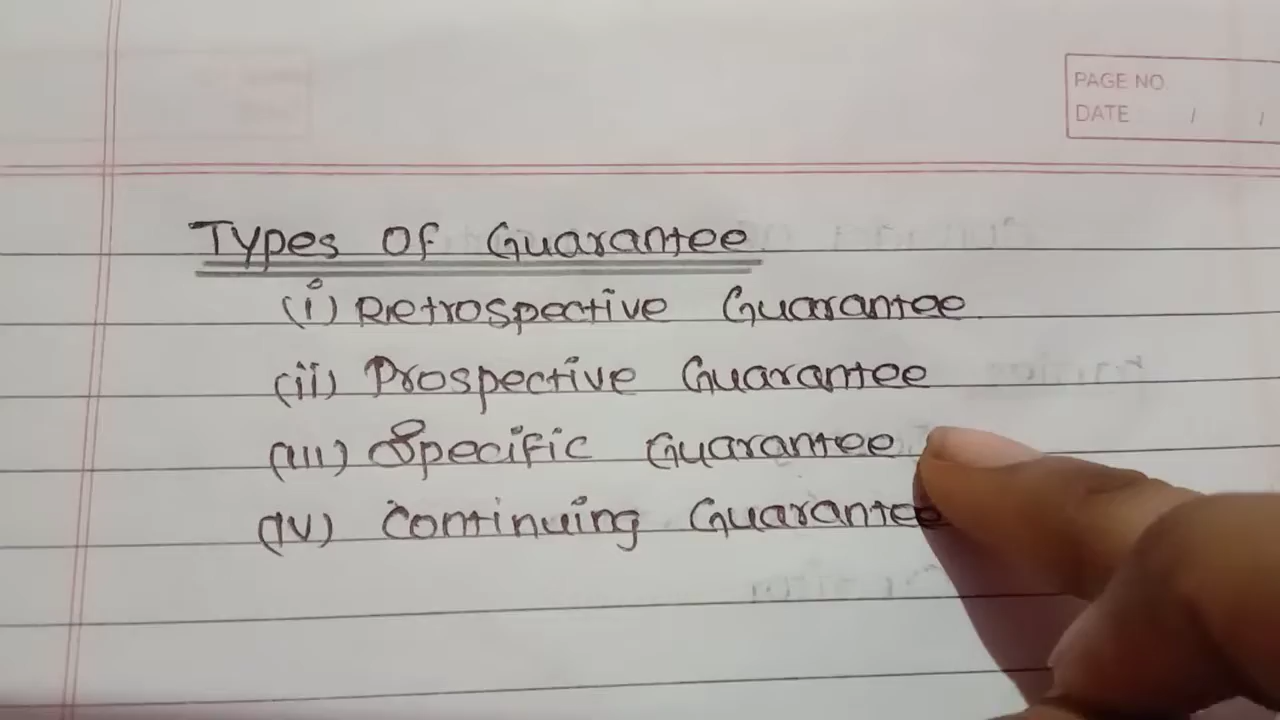 PAGE NO
DATE / /
Types Of Guarantee
(i) Retrospective Guarantee
(ii) Prospective Guarantee
(III) Specific Guarantee
(IV) Continuing Guarantee